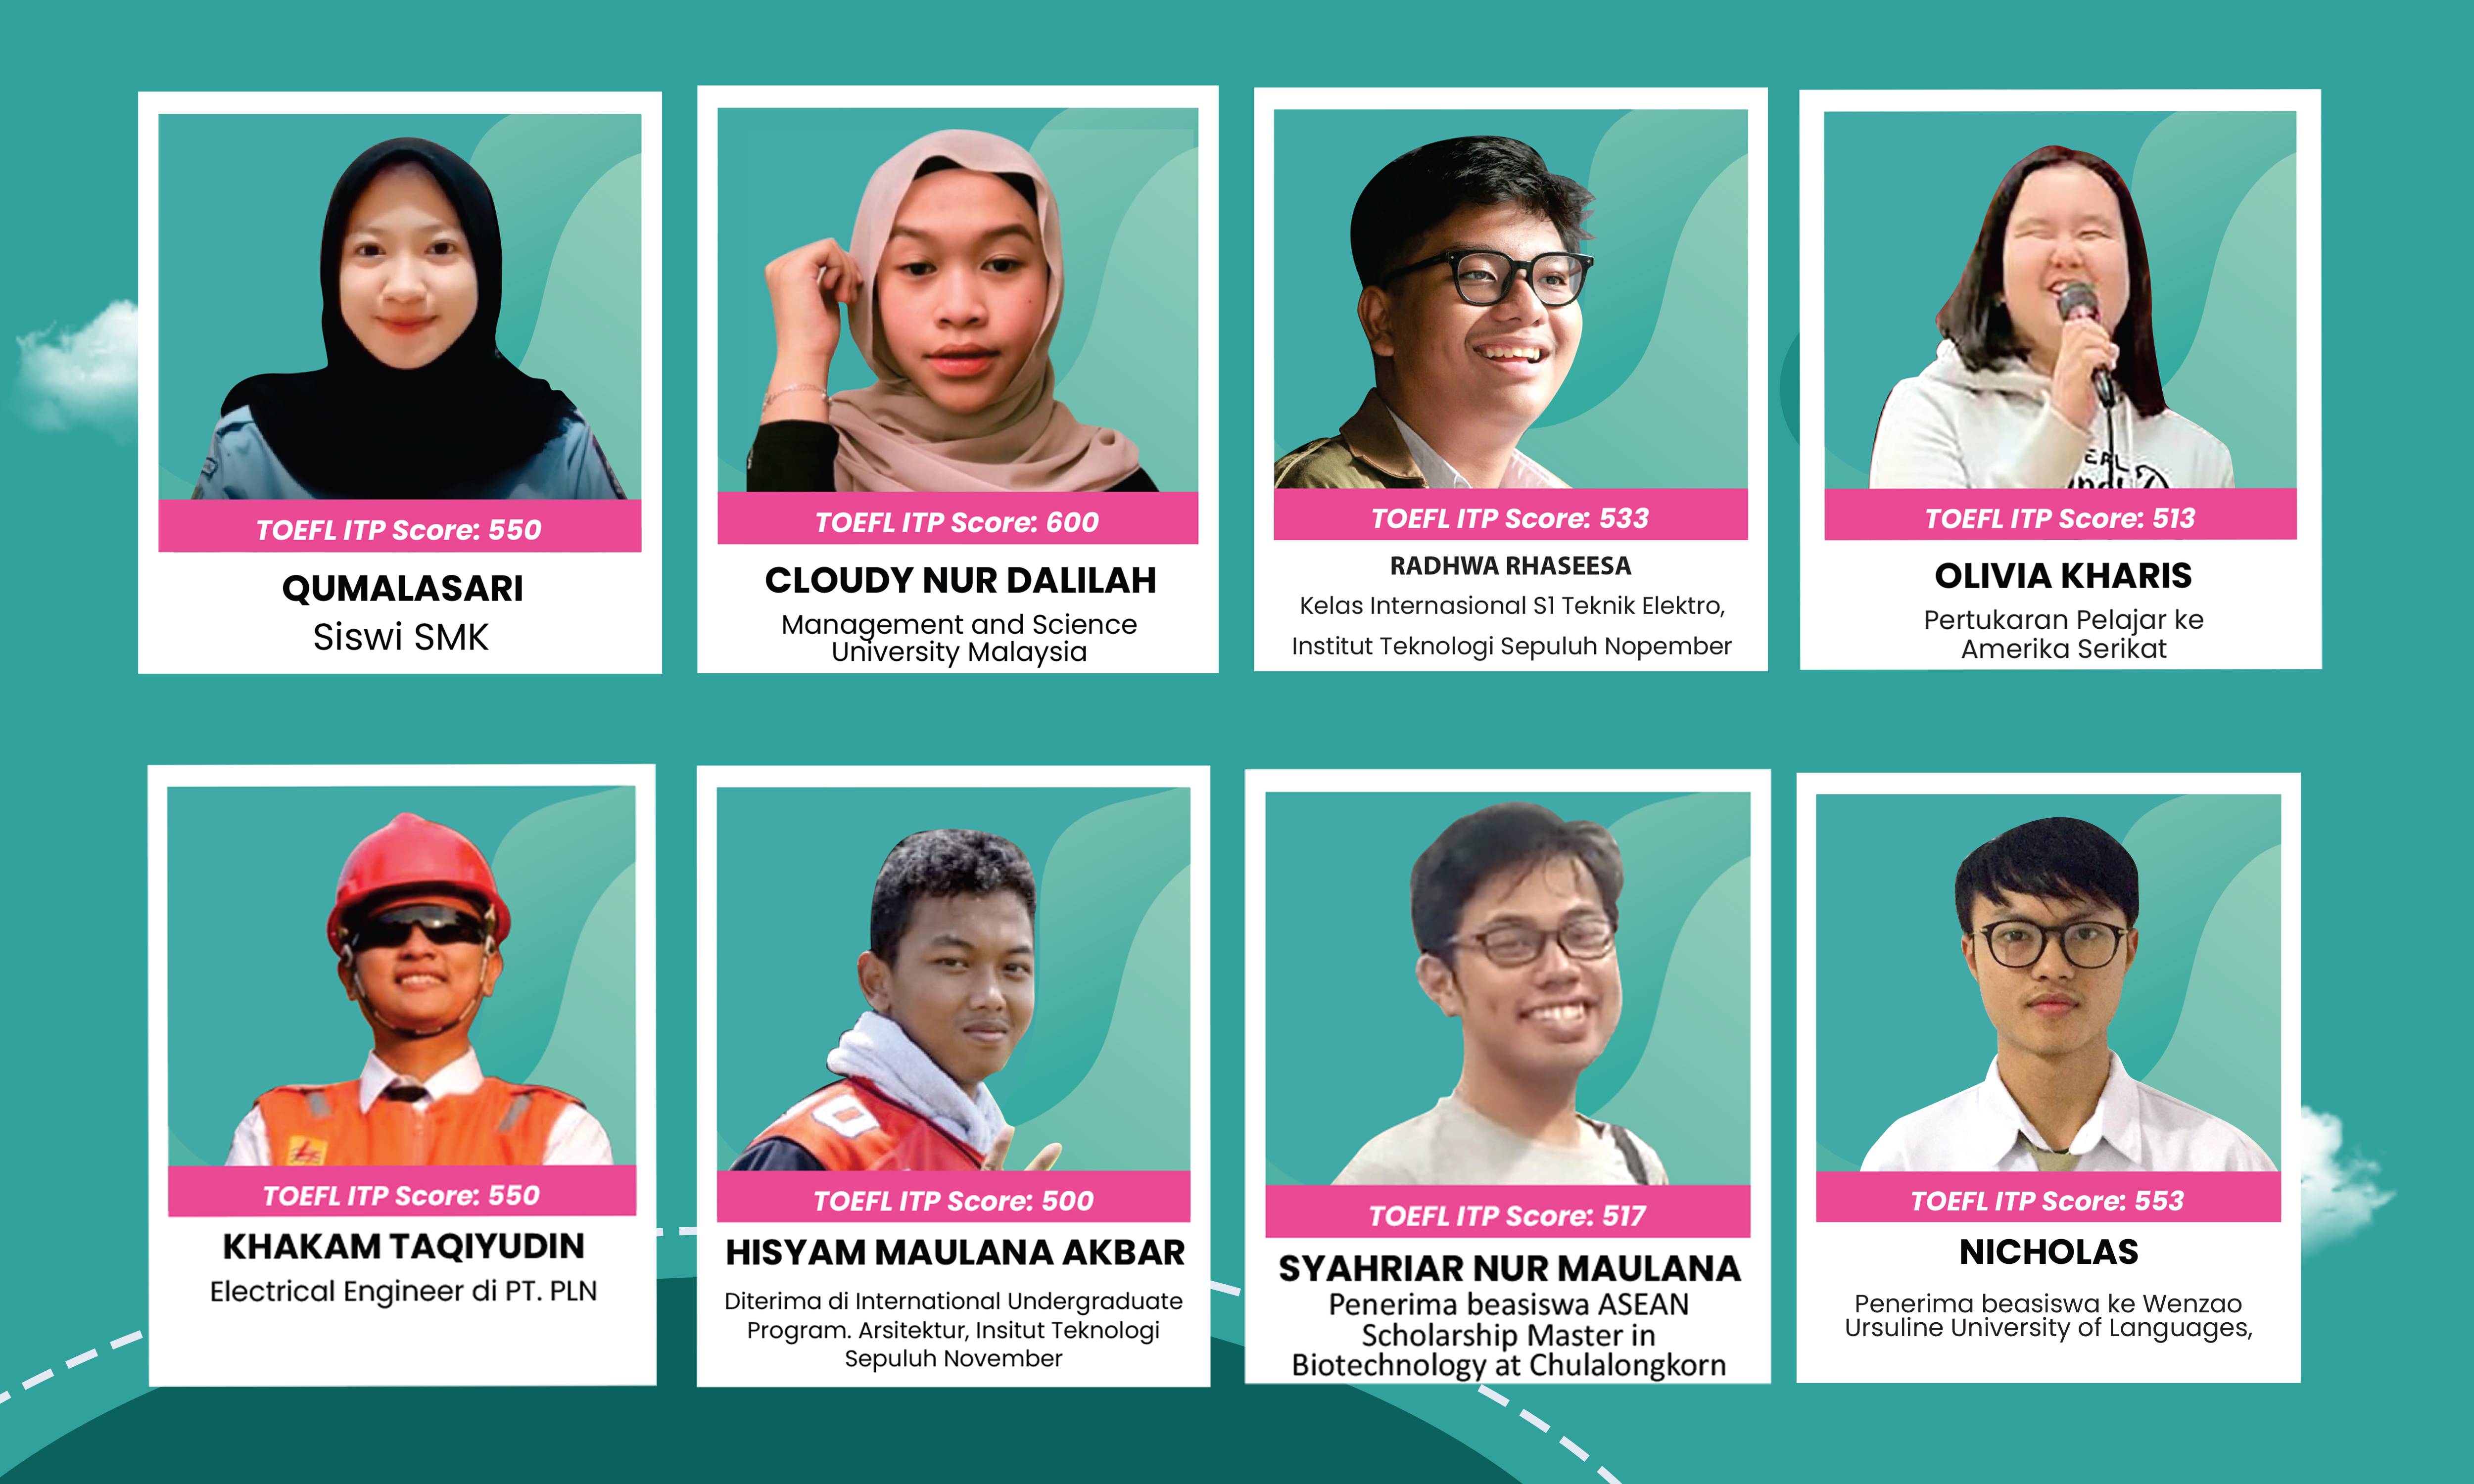 TOEFL ITP Score: 550
QUMALASARI
Siswi SMK
TOEFL ITP Score: 600
CLOUDY NUR DALILAH
Management and Science
University Malaysia
TOEFL ITP Score: 533
RADHWA RHASEESA
Kelas Internasional S1 Teknik Elektro,
Institut Teknologi Sepuluh Nopember
TOEFL ITP Score: 513
OLIVIA KHARIS
Pertukaran Pelajar ke
Amerika Serikat
TOEFL ITP Score: 550
KHAKAM TAQIYUDIN
Electrical Engineer di PT. PLN
TOEFL ITP Score: 500
HISYAM MAULANA AKBAR
Diterima di International Undergraduate
Program. Arsitektur, Insitut Teknologi
Sepuluh November
TOEFL ITP Score: 517
SYAHRIAR NUR MAULANA
Penerima beasiswa ASEAN
Scholarship Master in
Biotechnology at Chulalongkorn
TOEFL ITP Score: 553
NICHOLAS
Penerima beasiswa ke Wenzao
Ursuline University of Languages,